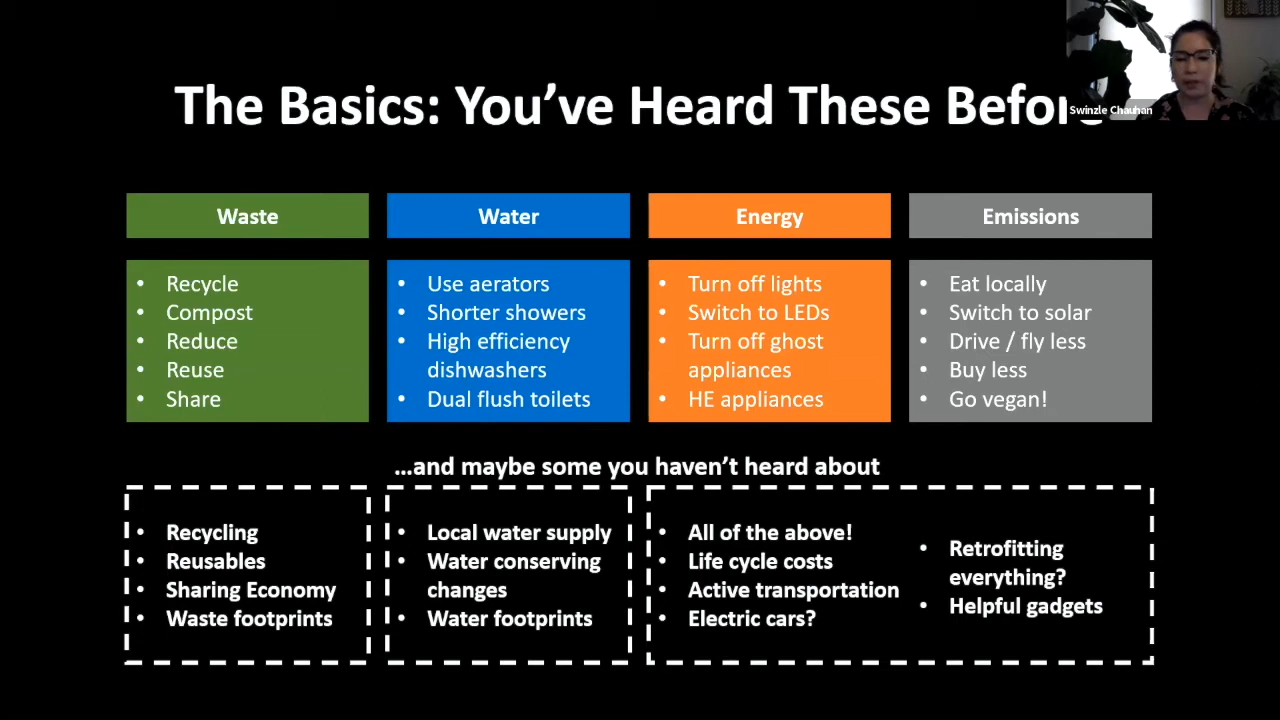 The Basics: You’ve Heard These Before
Swinzle Chauhan
Waste
Water
Energy
Emissions
• Recycle
• Compost
• Reduce
• Reuse
• Share
• Use aerators
• Shorter showers
• High efficiency
dishwashers
• Dual flush toilets
• Turn off lights
• Switch to LEDs
• Turn off ghost
appliances
• HE appliances
• Eat locally
• Switch to solar
• Drive / fly less
• Buy less
• Go vegan!
…and maybe some you haven’t heard about
• Recycling
• Reusables
• Sharing Economy
• Waste footprints
• Local water supply
• Water conserving
changes
• Water footprints
• All of the above!
• Life cycle costs
• Active transportation
• Electric cars?
• Retrofitting
everything?
• Helpful gadgets